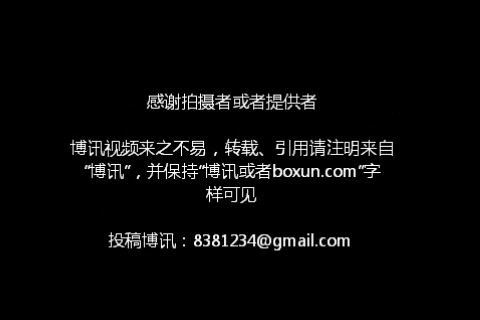 感谢拍摄者或者提供者
博讯视频来之不易，转载、引用请注明来自
“博讯”，并保持“博讯或者boxun.com”字
样可见
投稿博讯：8381234@gmail.com